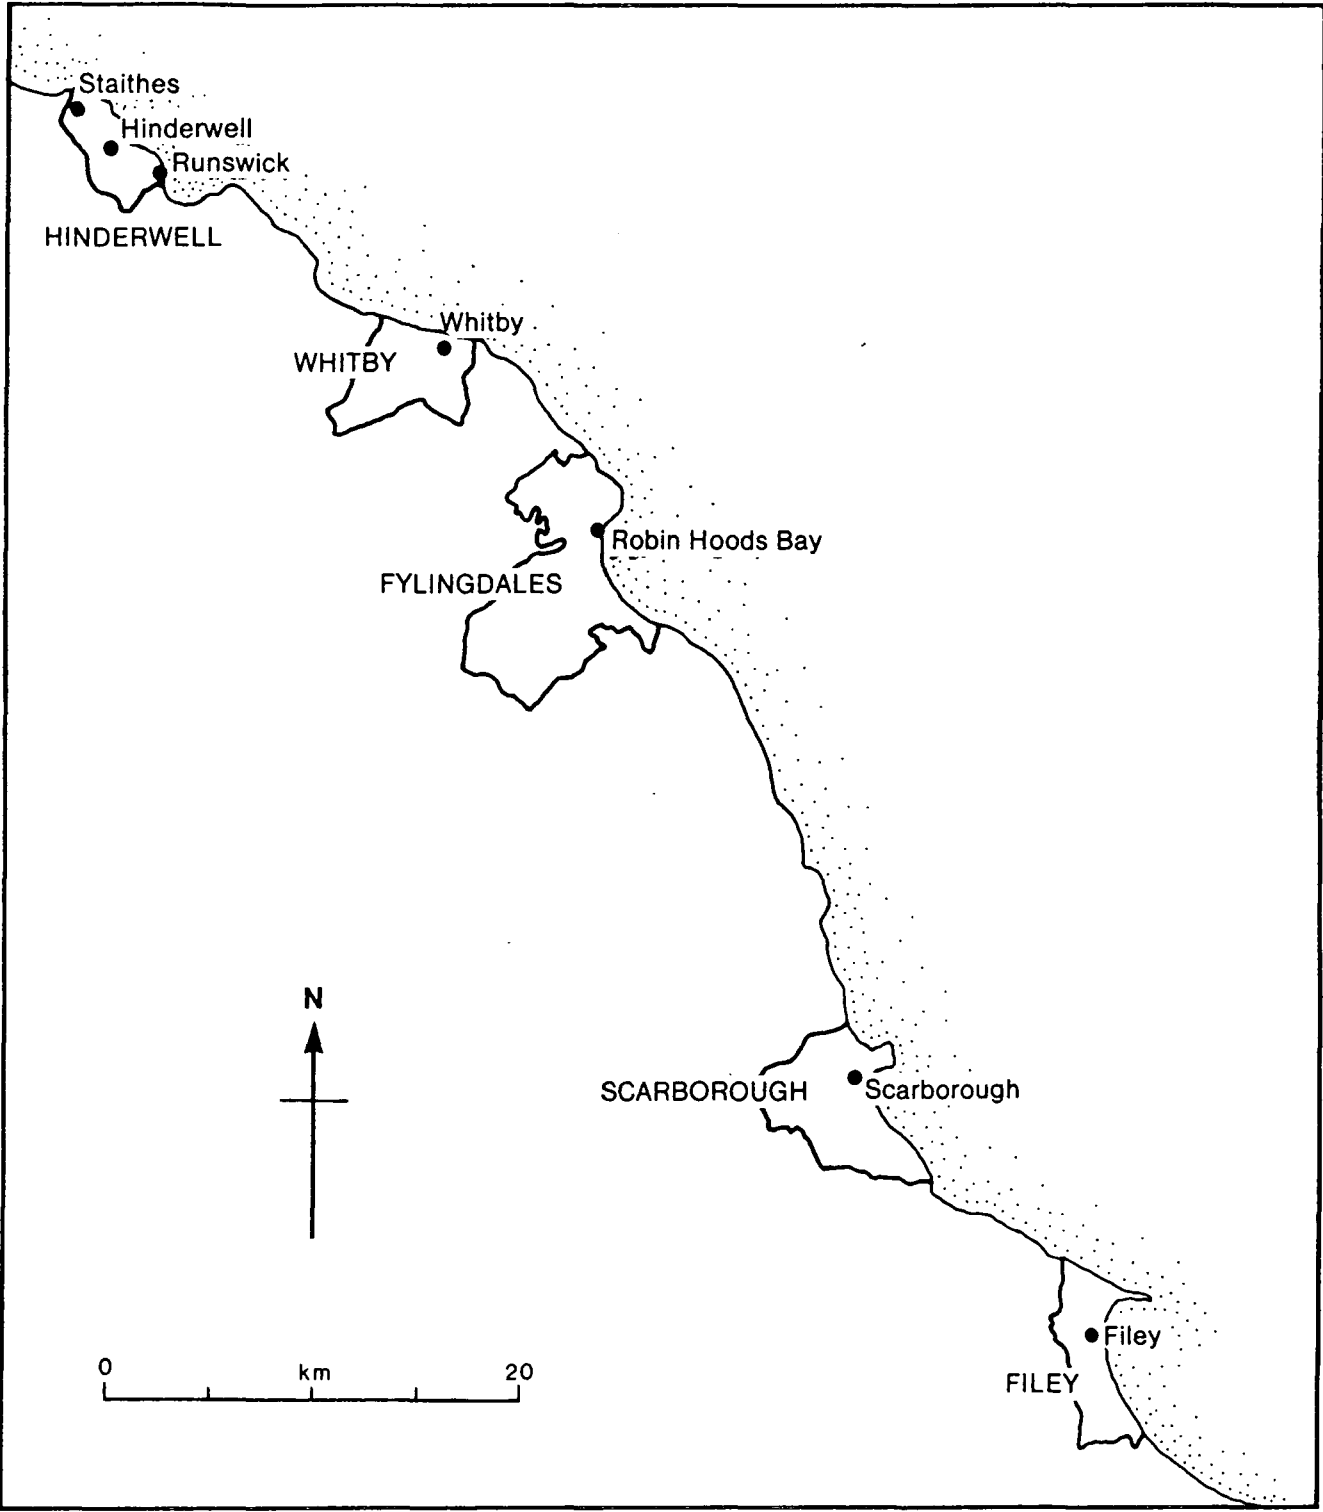 Staithes
Hinderwell
Runswick
HINDERWELL
Whitby
WHITBY
Robin Hoods Bay
FYLINGDALES
N
SCARBOROUGH
Scarborough
Filey
0 km 20
FILEY